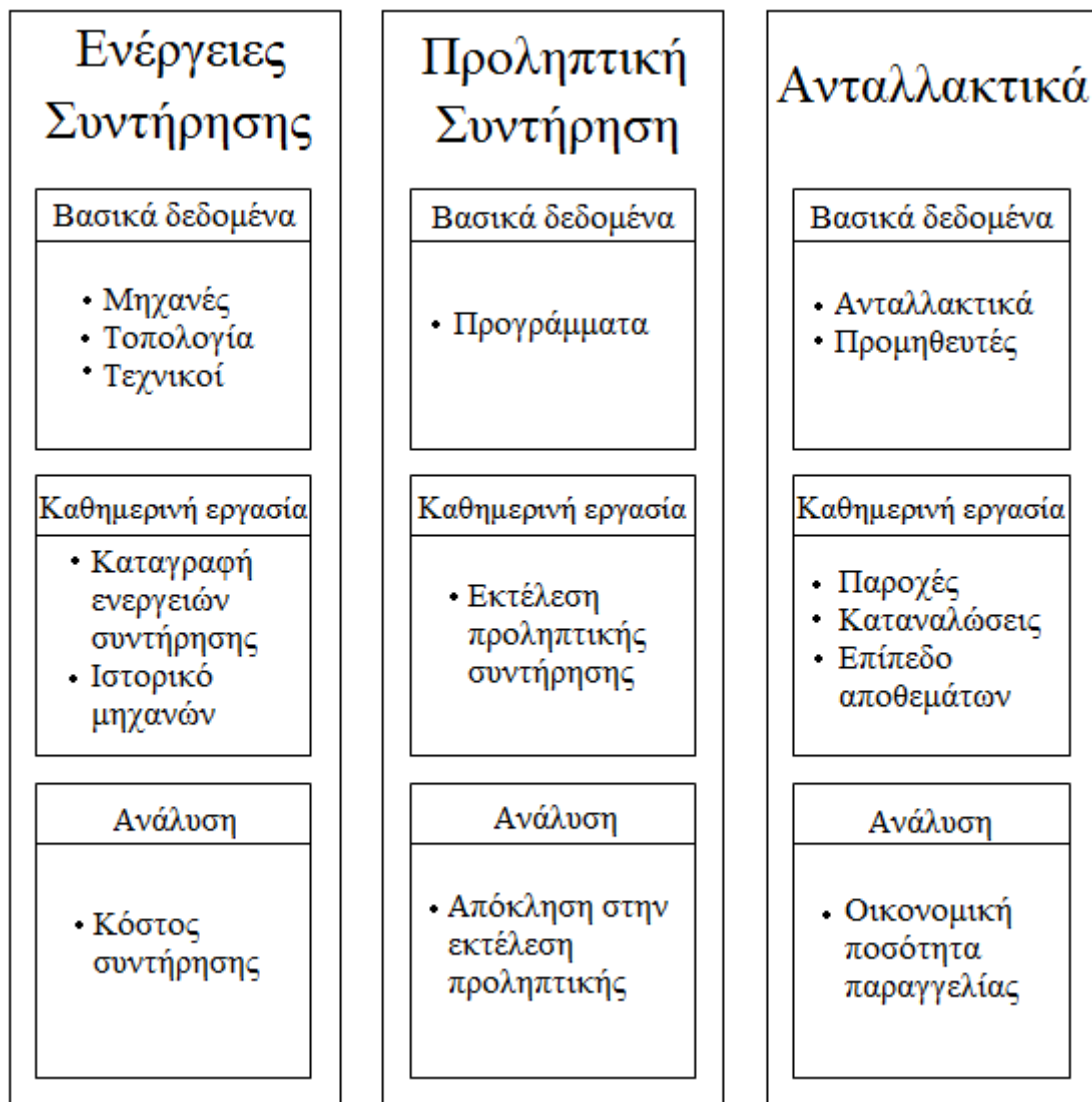 Ενέργειες
Συντήρησης
Βασικά δεδομένα
• Μηχανές
• Τοπολογία
• Τεχνικοί
Καθημερινή εργασία
• Καταγραφή
ενεργειών
συντήρησης
• Ιστορικό
μηχανών
Ανάλυση
• Κόστος
συντήρησης
Προληπτική
Συντήρηση
Βασικά δεδομένα
• Προγράμματα
Καθημερινή εργασία
• Εκτέλεση
προληπτικής
συντήρησης
Ανάλυση
• Απόκληση στην
εκτέλεση
προληπτικής
Ανταλλακτικά
Βασικά δεδομένα
• Ανταλλακτικά
• Προμηθευτές
Καθημερινή εργασία
• Παροχές
• Καταναλώσεις
• Επίπεδο
αποθεμάτων
Ανάλυση
• Οικονομική
ποσότητα
παραγγελίας